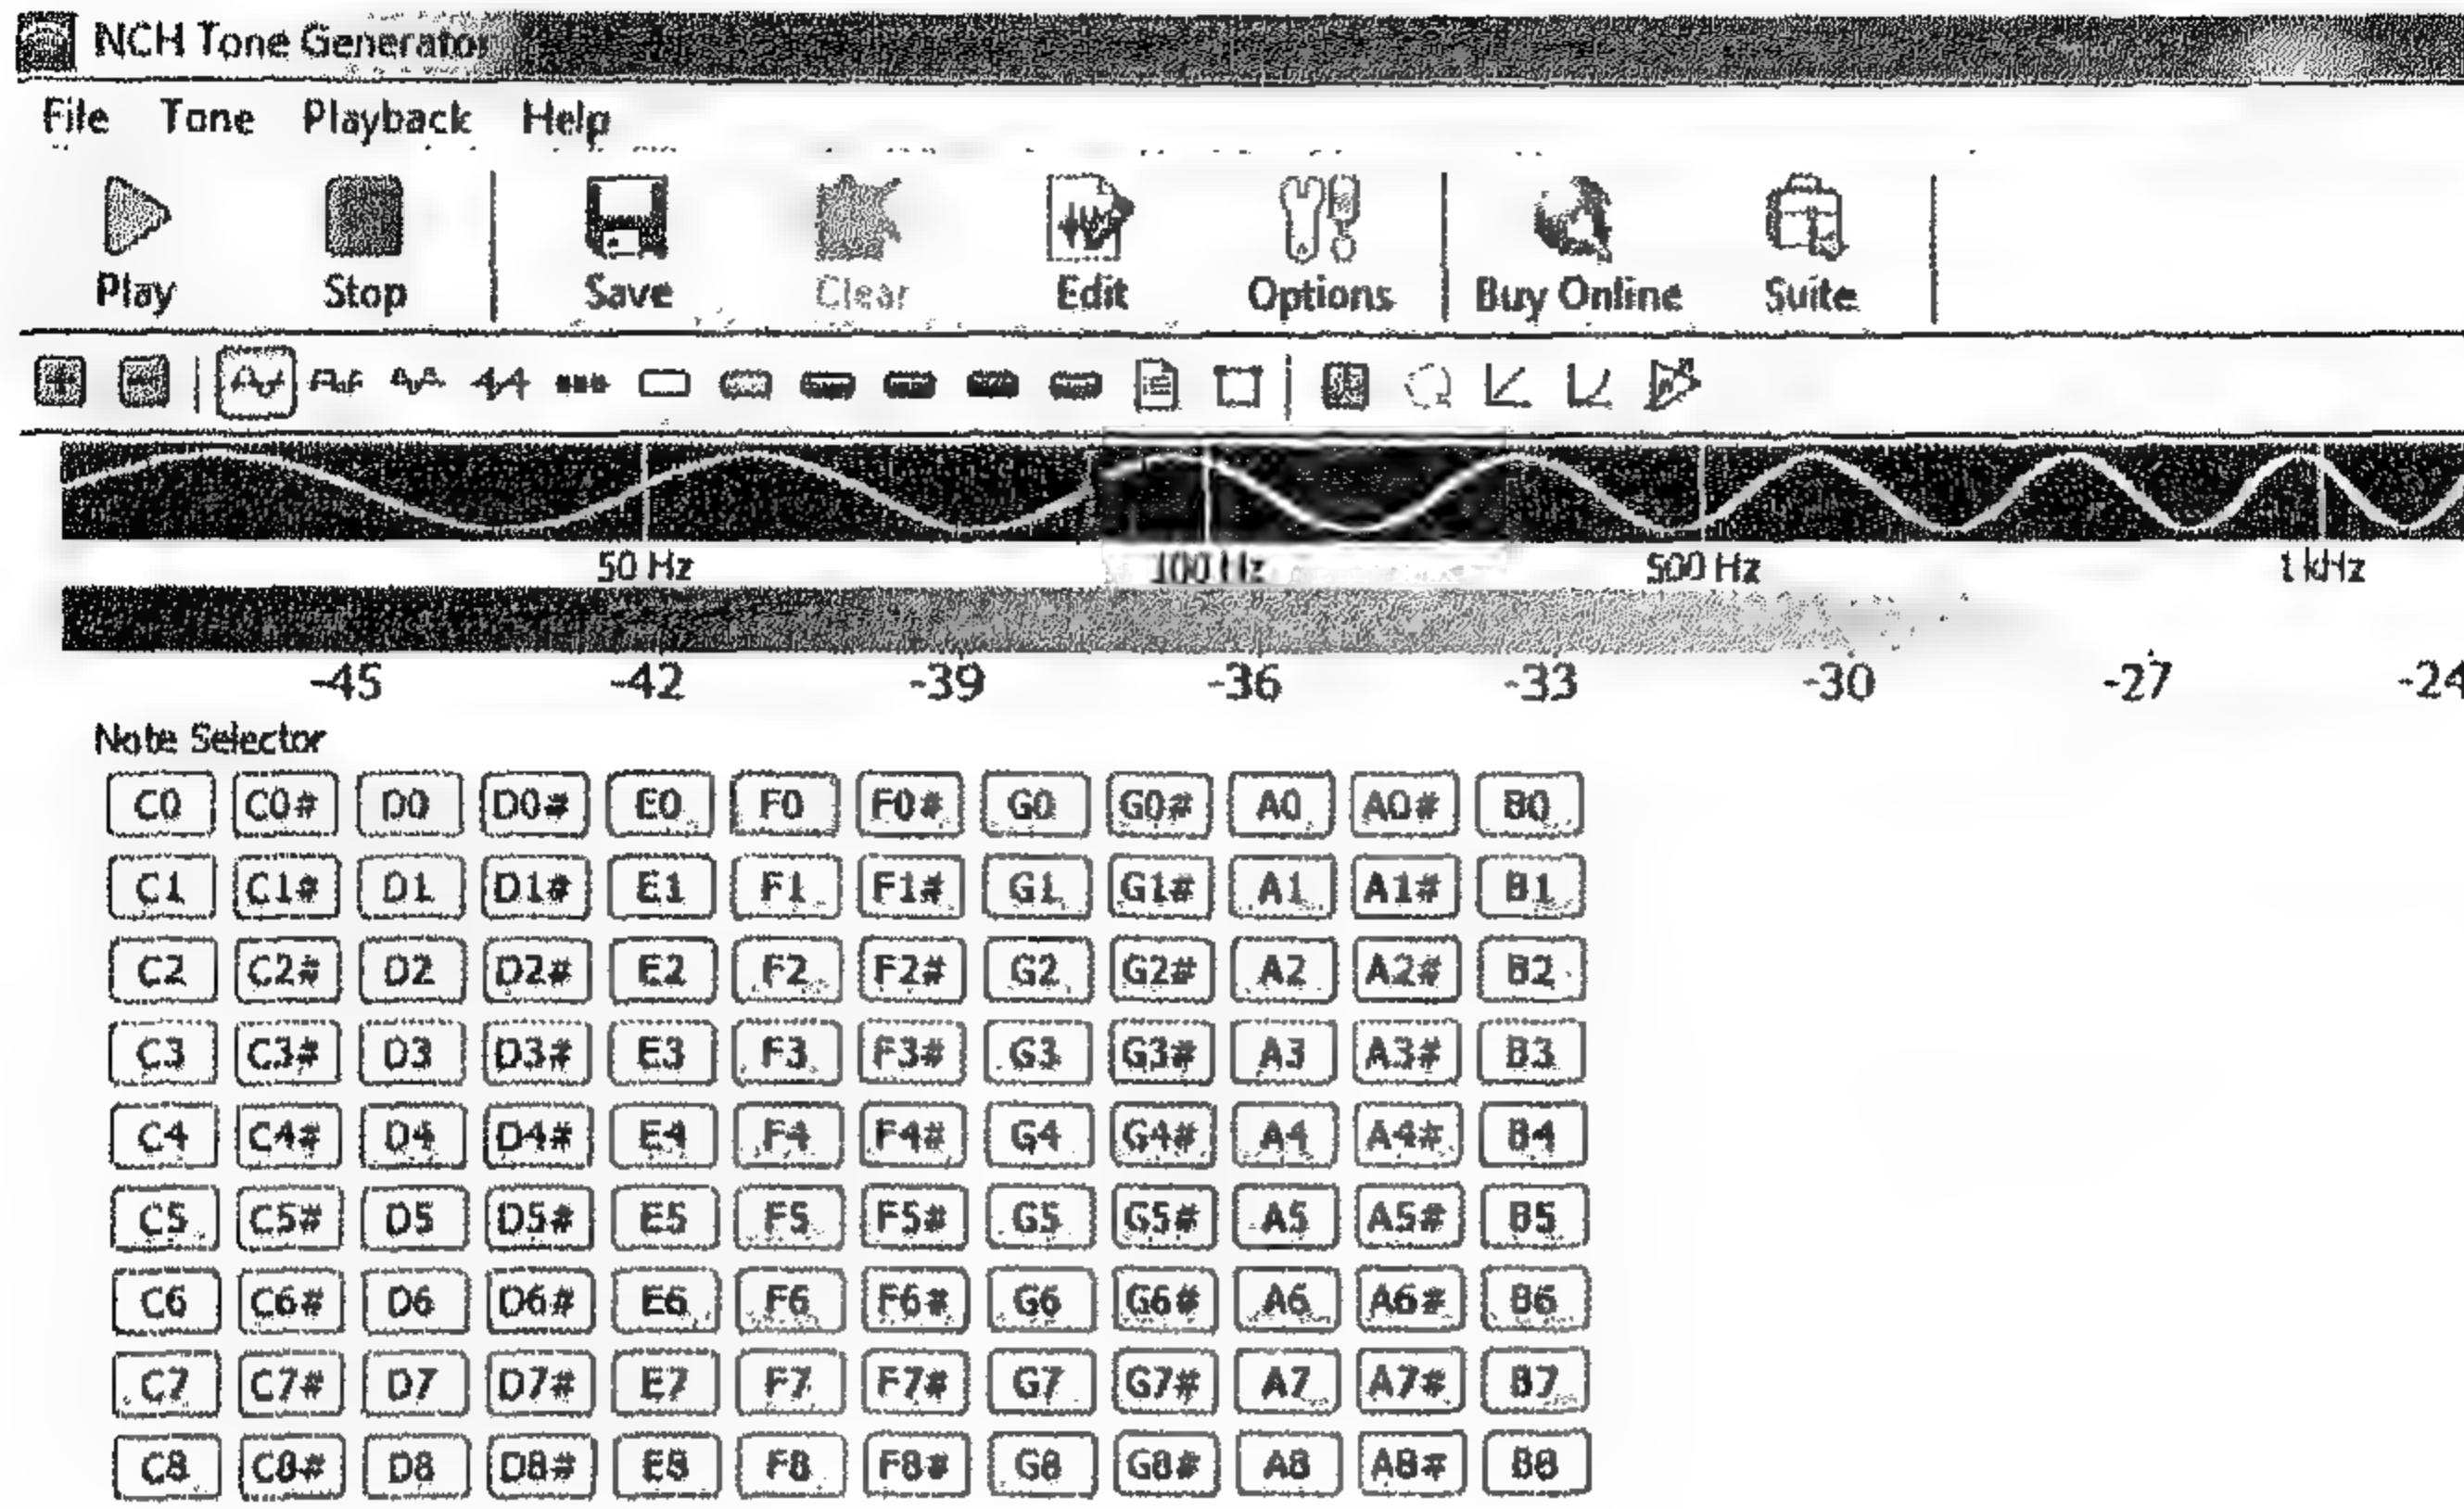 NCH Tone Generator
File Tone Playback Help
Play Stop Save Clear Edit Options Buy Online Suite
50 Hz 100 Hz 500 Hz 1 kHz
-45 -42 -39 -36 -33 -30 -27 -24
Note Selector
C0 C0# D0 D0# E0 F0 F0# G0 G0# A0 A0# B0
C1 C1# D1 D1# E1 F1 F1# G1 G1# A1 A1# B1
C2 C2# D2 D2# E2 F2 F2# G2 G2# A2 A2# B2
C3 C3# D3 D3# E3 F3 F3# G3 G3# A3 A3# B3
C4 C4# D4 D4# E4 F4 F4# G4 G4# A4 A4# B4
C5 C5# D5 D5# E5 F5 F5# G5 G5# A5 A5# B5
C6 C6# D6 D6# E6 F6 F6# G6 G6# A6 A6# B6
C7 C7# D7 D7# E7 F7 F7# G7 G7# A7 A7# B7
C8 C8# D8 D8# E8 F8 F8# G8 G8# A8 A8# B8